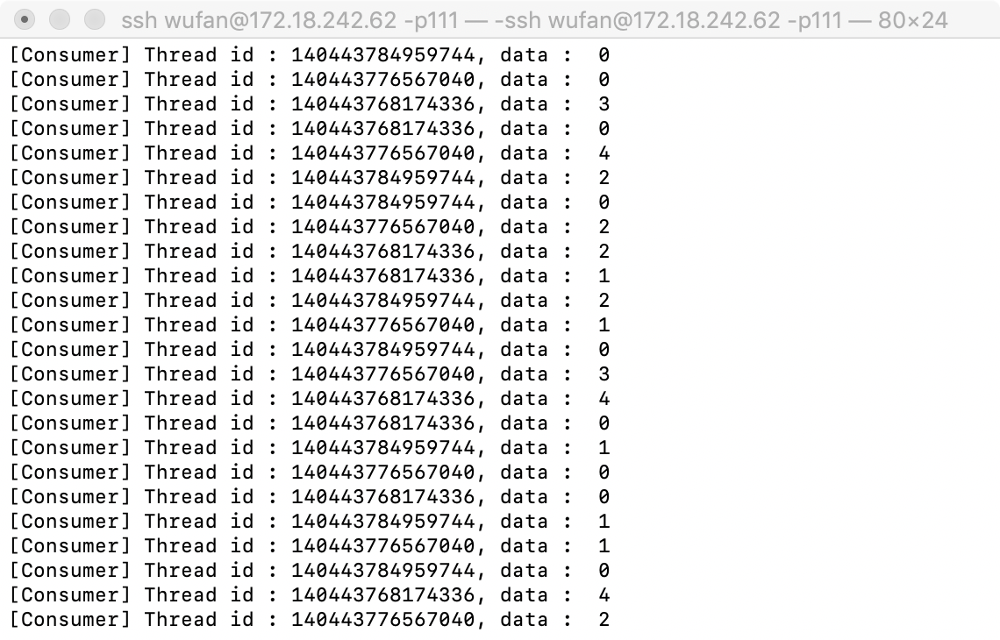 ssh wufan@172.18.242.62 -p111 — -ssh wufan@172.18.242.62 -p111 — 80×24
[Consumer] Thread id : 140443784959744, data :  0
[Consumer] Thread id : 140443776567040, data :  0
[Consumer] Thread id : 140443768174336, data :  3
[Consumer] Thread id : 140443768174336, data :  0
[Consumer] Thread id : 140443776567040, data :  4
[Consumer] Thread id : 140443784959744, data :  2
[Consumer] Thread id : 140443784959744, data :  0
[Consumer] Thread id : 140443776567040, data :  2
[Consumer] Thread id : 140443768174336, data :  2
[Consumer] Thread id : 140443768174336, data :  1
[Consumer] Thread id : 140443784959744, data :  2
[Consumer] Thread id : 140443776567040, data :  1
[Consumer] Thread id : 140443784959744, data :  0
[Consumer] Thread id : 140443776567040, data :  3
[Consumer] Thread id : 140443768174336, data :  4
[Consumer] Thread id : 140443768174336, data :  0
[Consumer] Thread id : 140443784959744, data :  1
[Consumer] Thread id : 140443776567040, data :  0
[Consumer] Thread id : 140443768174336, data :  0
[Consumer] Thread id : 140443784959744, data :  1
[Consumer] Thread id : 140443776567040, data :  1
[Consumer] Thread id : 140443784959744, data :  0
[Consumer] Thread id : 140443768174336, data :  4
[Consumer] Thread id : 140443776567040, data :  2